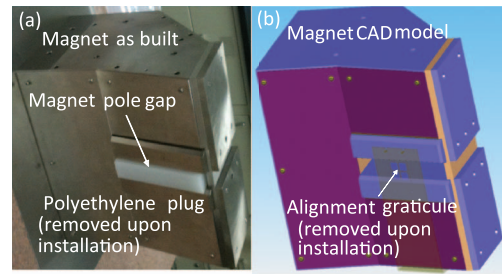 (a)
Magnet as built
Magnet pole gap
Polyethylene plug
(removed upon
installation)
(b)
Magnet CAD model
Alignment graticule
(removed upon
installation)